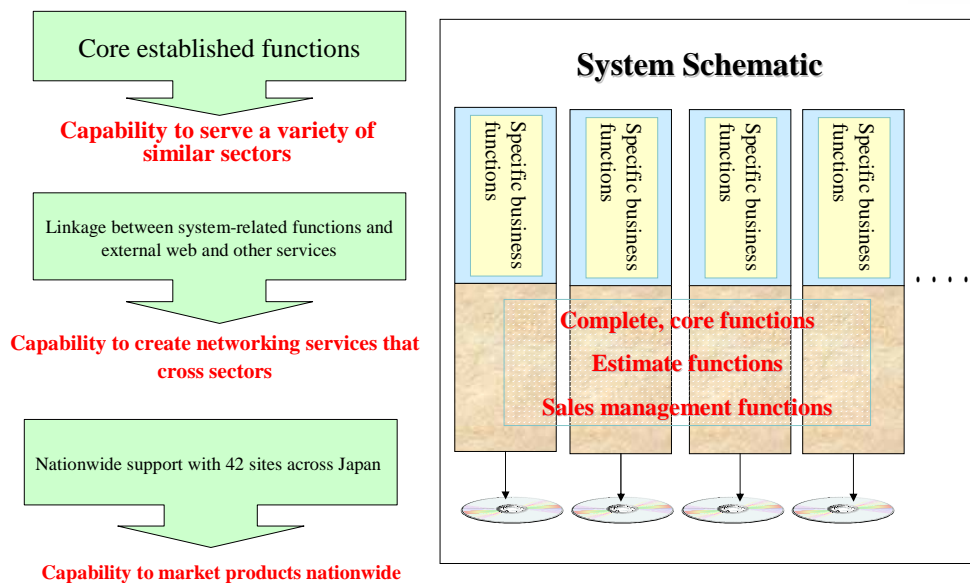 Core established functions
Capability to serve a variety of
similar sectors
Linkage between system-related functions and
external web and other services
Capability to create networking services that
cross sectors
Nationwide support with 42 sites across Japan
Capability to market products nationwide
System Schematic
Specific business
functions
Specific business
functions
Specific business
functions
Specific business
functions
. . . .
Complete, core functions
Estimate functions
Sales management functions